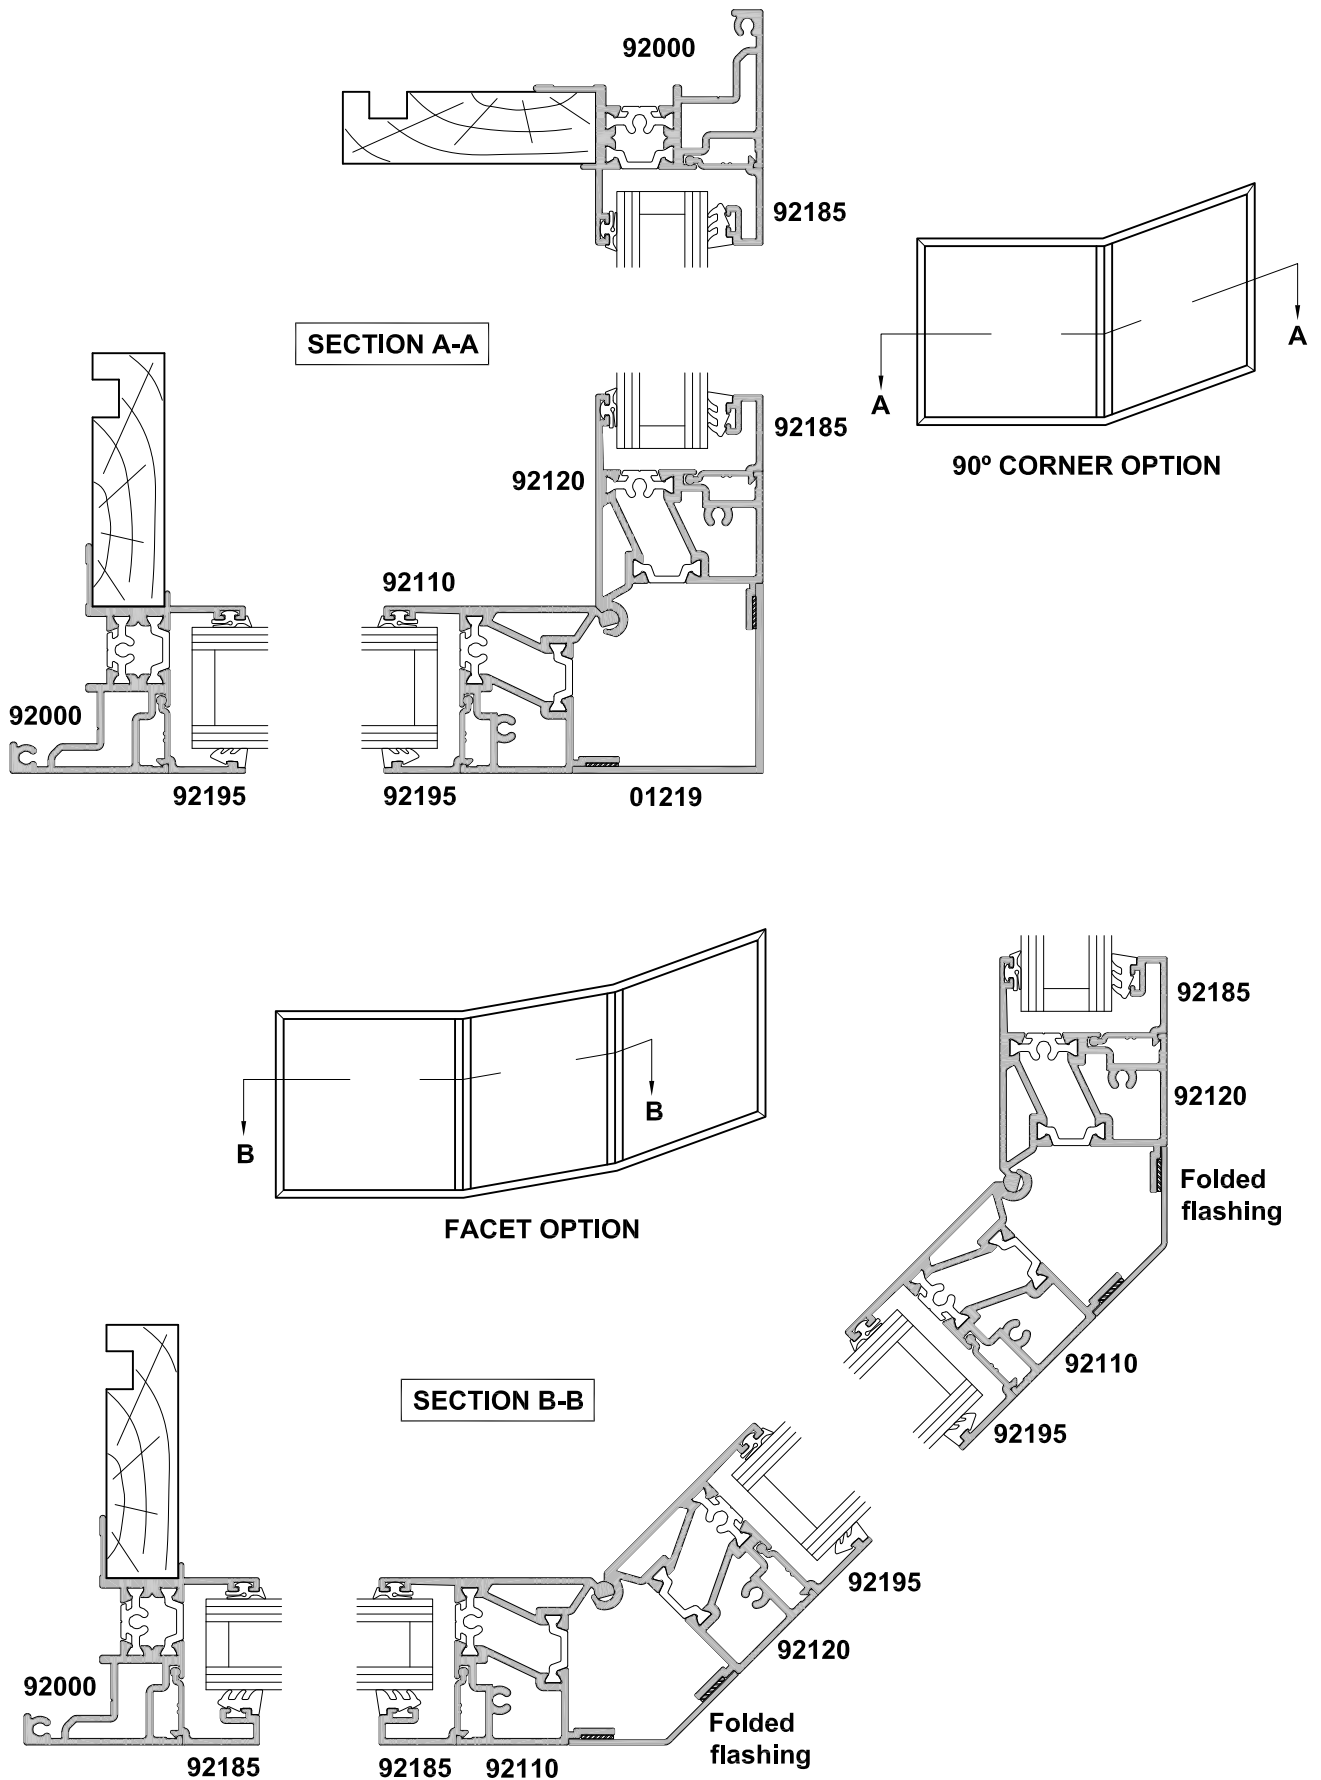 92000
92185
SECTION A-A
A
A
90º CORNER OPTION
92185
92120
92110
92000
92195
92195
01219
B
B
FACET OPTION
92185
92120
Folded
flashing
92110
92195
SECTION B-B
92195
92120
92000
Folded
flashing
92185
92185
92110